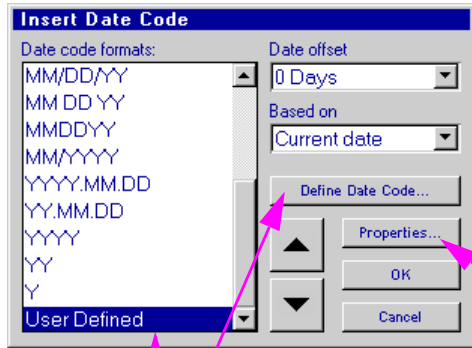 Insert Date Code
Date code formats:
MM/DD/YY
MM DD YY
MMDDYY
MM/YYYY
YYYY.MM.DD
YY.MM.DD
YYYY
YY
Y
User Defined
Date offset
0 Days
Based on
Current date
Define Date Code...
Properties...
OK
Cancel